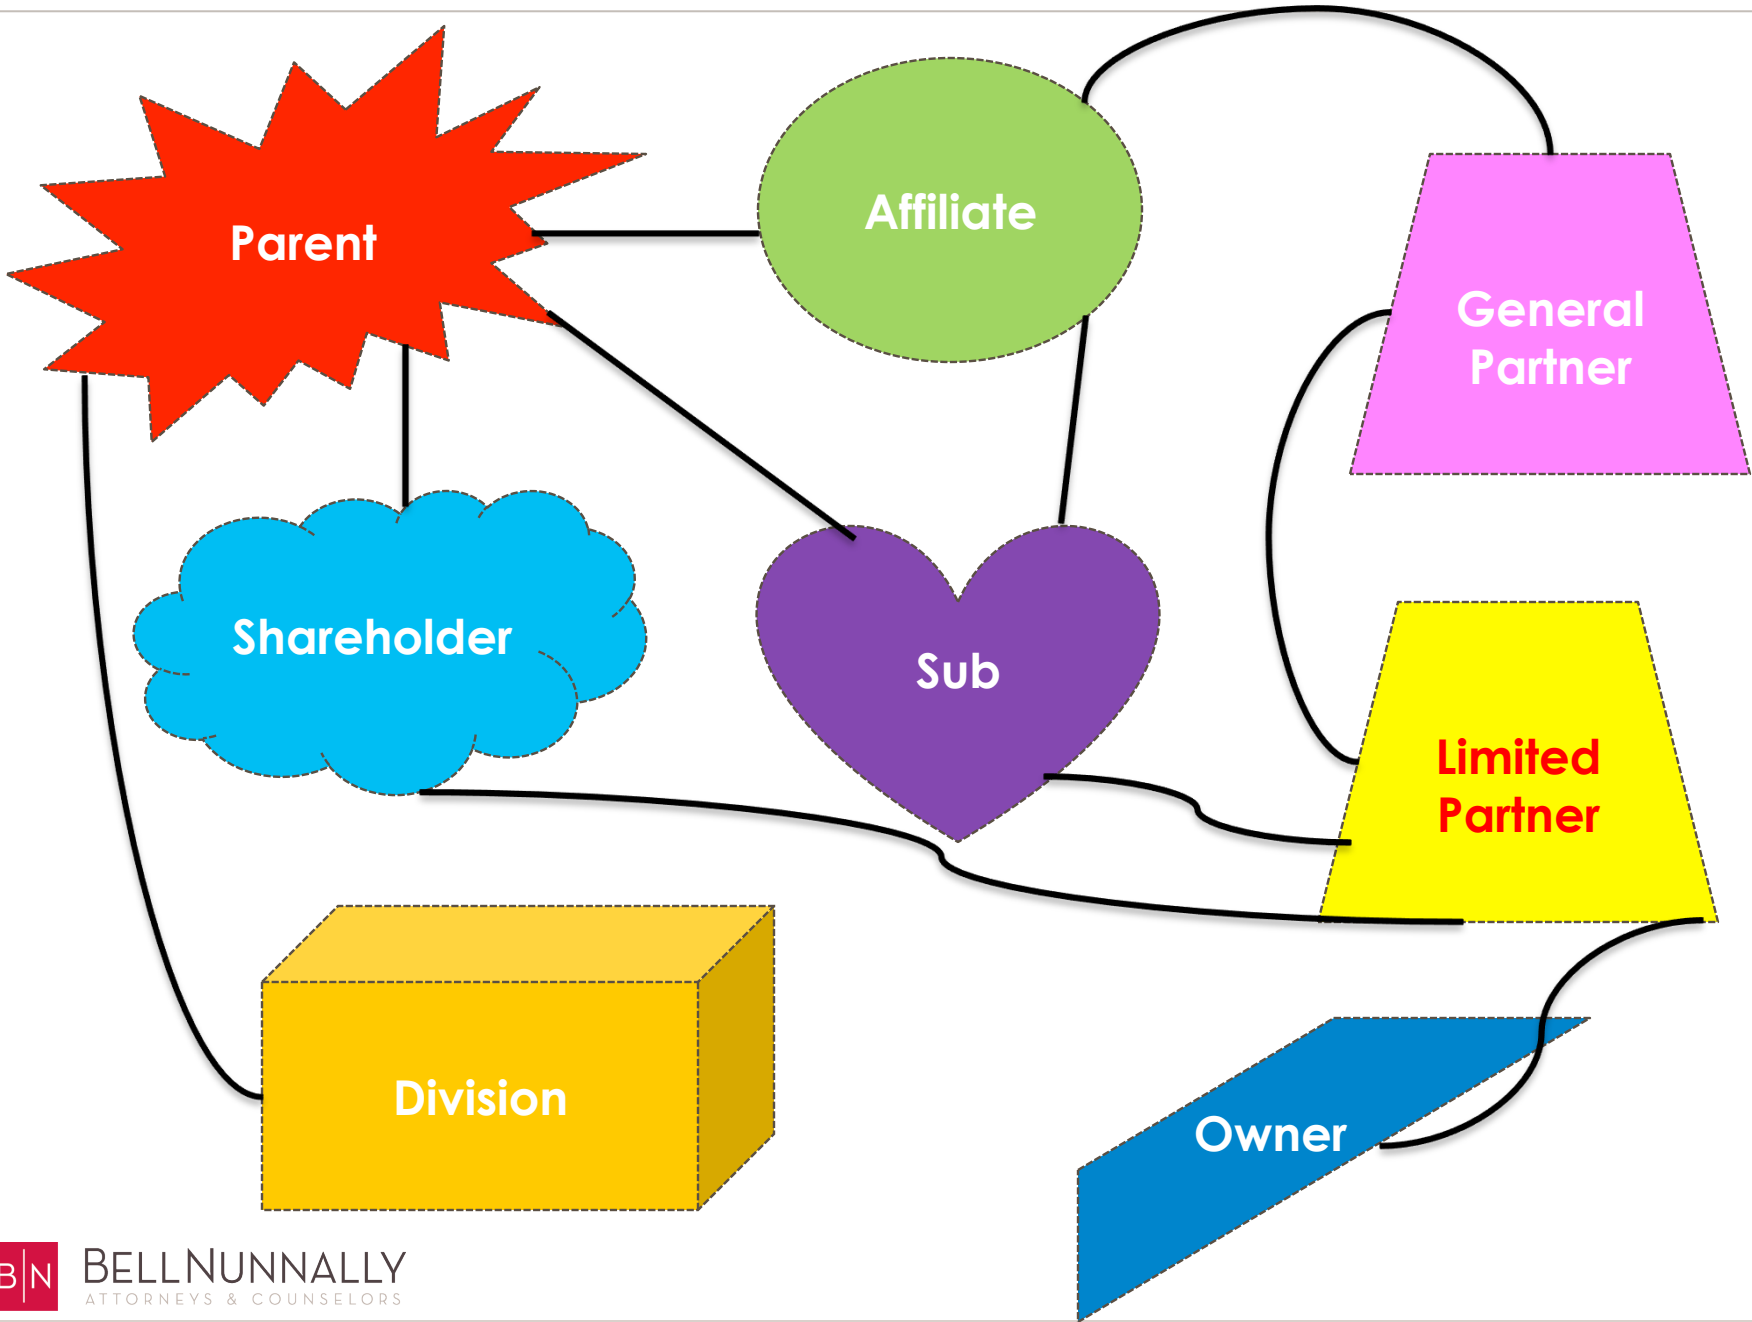 Parent
Affiliate
General
Partner
Shareholder
Sub
Limited
Partner
Division
Owner
B|N
BELLNUNNALLY
ATTORNEYS & COUNSELORS